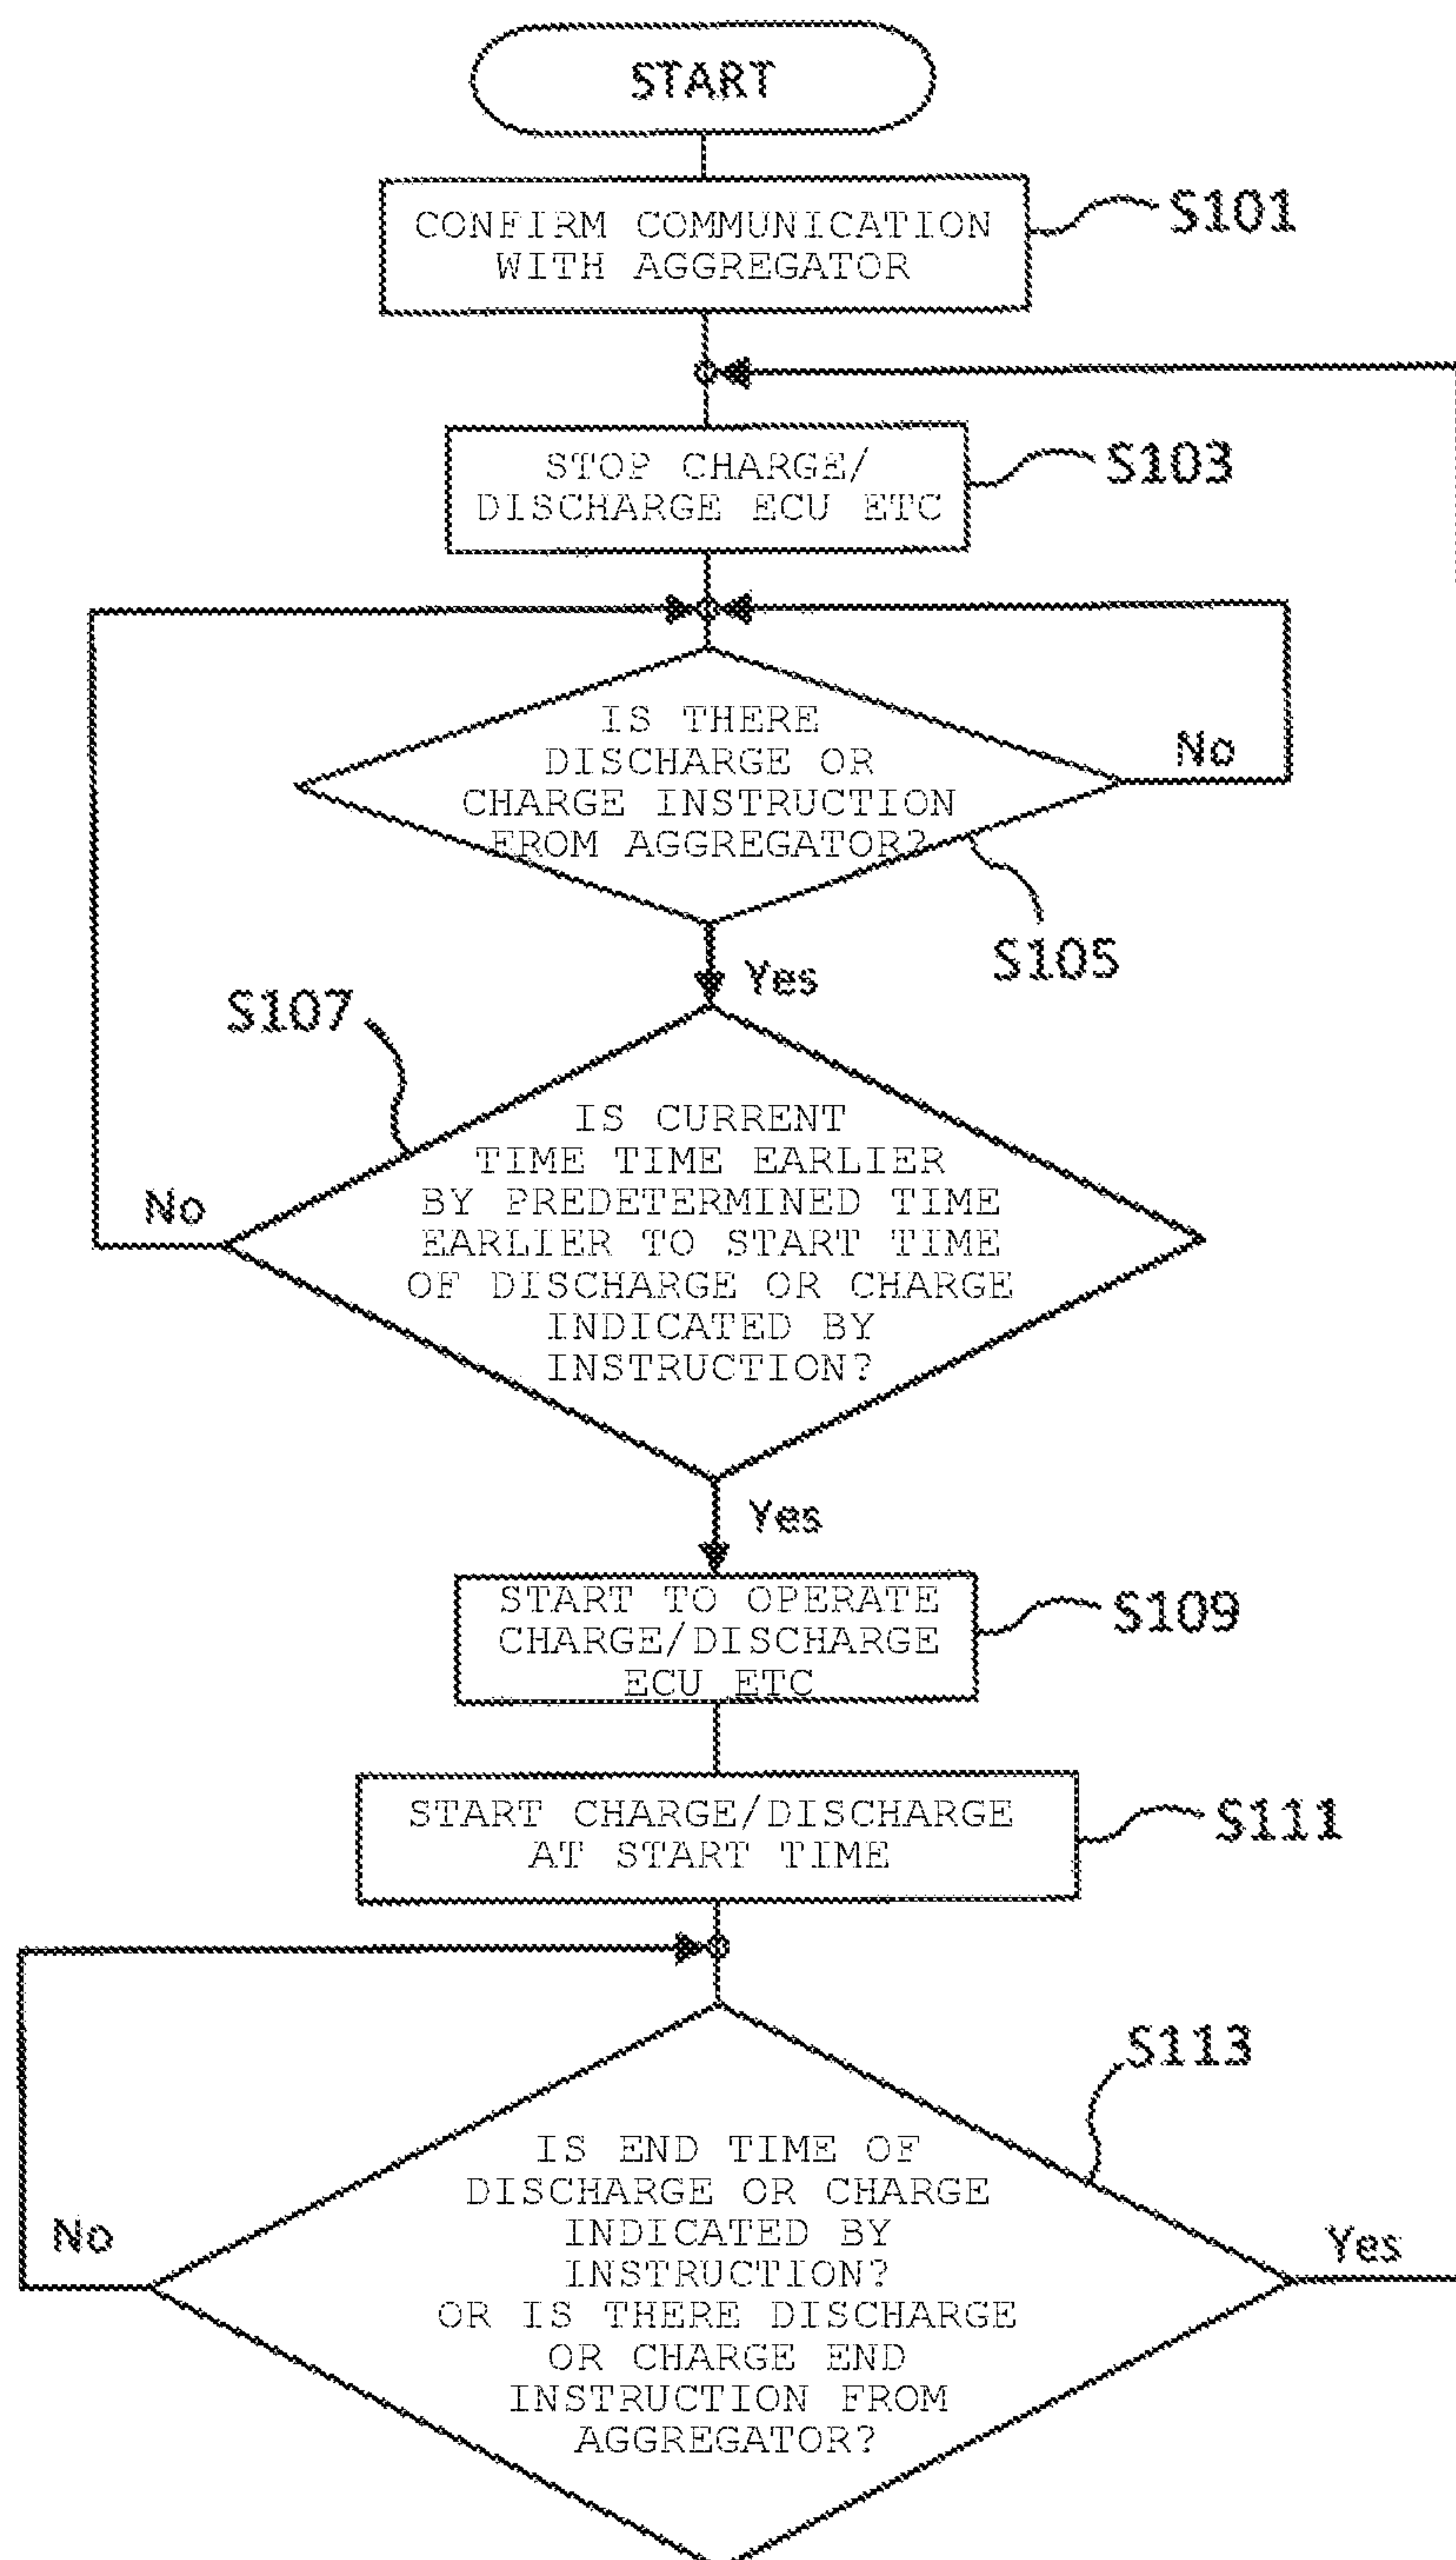 START
CONFIRM COMMUNICATION
WITH AGGREGATOR
S101
STOP CHARGE/
DISCHARGE ECU ETC
S103
IS THERE
DISCHARGE OR
CHARGE INSTRUCTION
FROM AGGREGATOR?
No
S105
Yes
S107
IS CURRENT
TIME TIME EARLIER
BY PREDETERMINED TIME
EARLIER TO START TIME
OF DISCHARGE OR CHARGE
INDICATED BY
INSTRUCTION?
No
Yes
START TO OPERATE
CHARGE/DISCHARGE
ECU ETC
S109
START CHARGE/DISCHARGE
AT START TIME
S111
S113
IS END TIME OF
DISCHARGE OR CHARGE
INDICATED BY
INSTRUCTION?
OR IS THERE DISCHARGE
OR CHARGE END
INSTRUCTION FROM
AGGREGATOR?
No
Yes